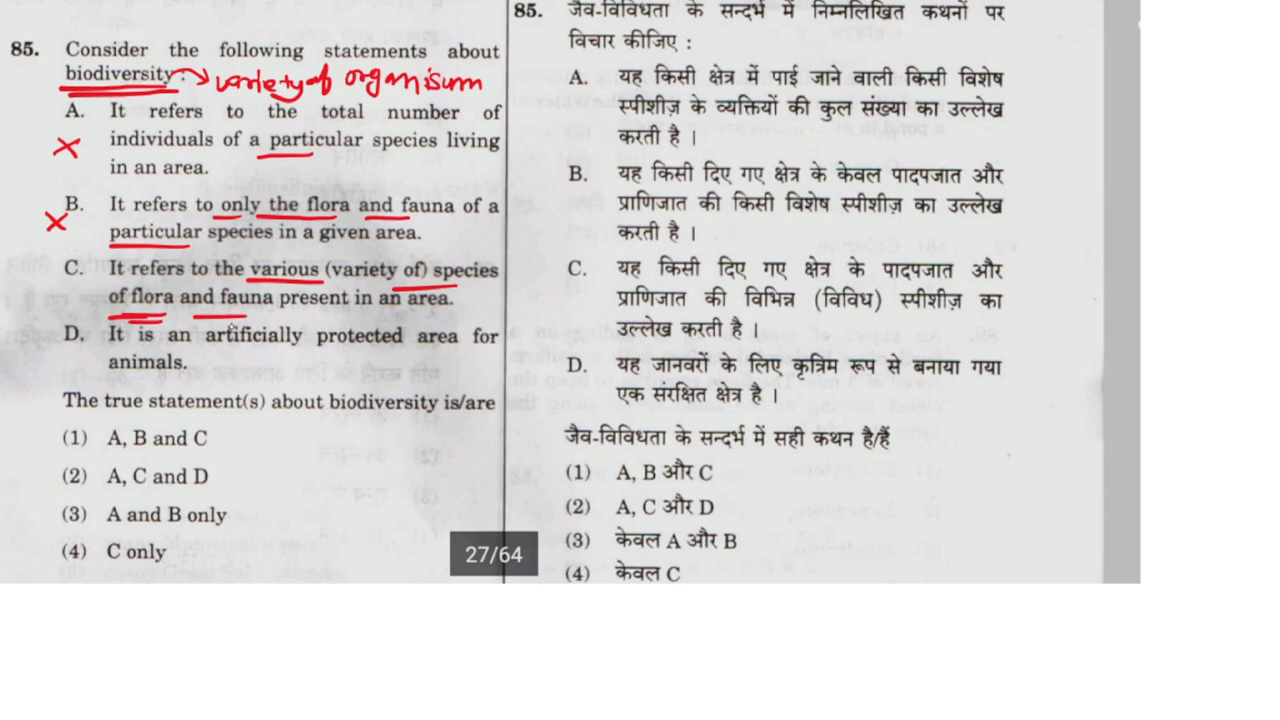 85. Consider the following statements about
biodiversity : variety of organisum
A. It refers to the total number of
individuals of a particular species living
in an area.
B. It refers to only the flora and fauna of a
particular species in a given area.
C. It refers to the various (variety of) species
of flora and fauna present in an area.
D. It is an artificially protected area for
animals.
The true statement(s) about biodiversity is/are
(1) A, B and C
(2) A, C and D
(3) A and B only
(4) C only
27/64
85. जैव-विविधता के सन्दर्भ में निम्नलिखित कथनों पर
विचार कीजिए :
A. यह किसी क्षेत्र में पाई जाने वाली किसी विशेष
स्पीशीज़ के व्यक्तियों की कुल संख्या का उल्लेख
करती है ।
B. यह किसी दिए गए क्षेत्र के केवल पादपजात और
प्राणिजात की किसी विशेष स्पीशीज़ का उल्लेख
करती है ।
C. यह किसी दिए गए क्षेत्र के पादपजात और
प्राणिजात की विभिन्न (विविध) स्पीशीज़ का
उल्लेख करती है ।
D. यह जानवरों के लिए कृत्रिम रूप से बनाया गया
एक संरक्षित क्षेत्र है ।
जैव-विविधता के सन्दर्भ में सही कथन है/हैं
(1) A, B और C
(2) A, C और D
(3) केवल A और B
(4) केवल C